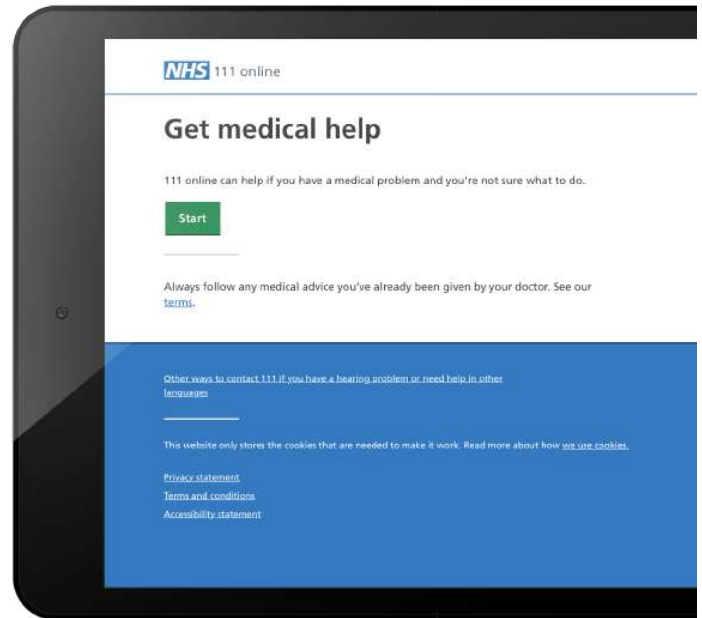 NHS 111 online
Get medical help
111 online can help if you have a medical problem and you're not sure what to do.
Start
Always follow any medical advice you've already been given by your doctor. See our
terms.
Other ways to contact 111 if you have a hearing problem or need help in other
languages
This website only stores the cookies that are needed to make it work. Read more about how we use cookies.
Privacy statement
Terms and conditions
Accessibility statement